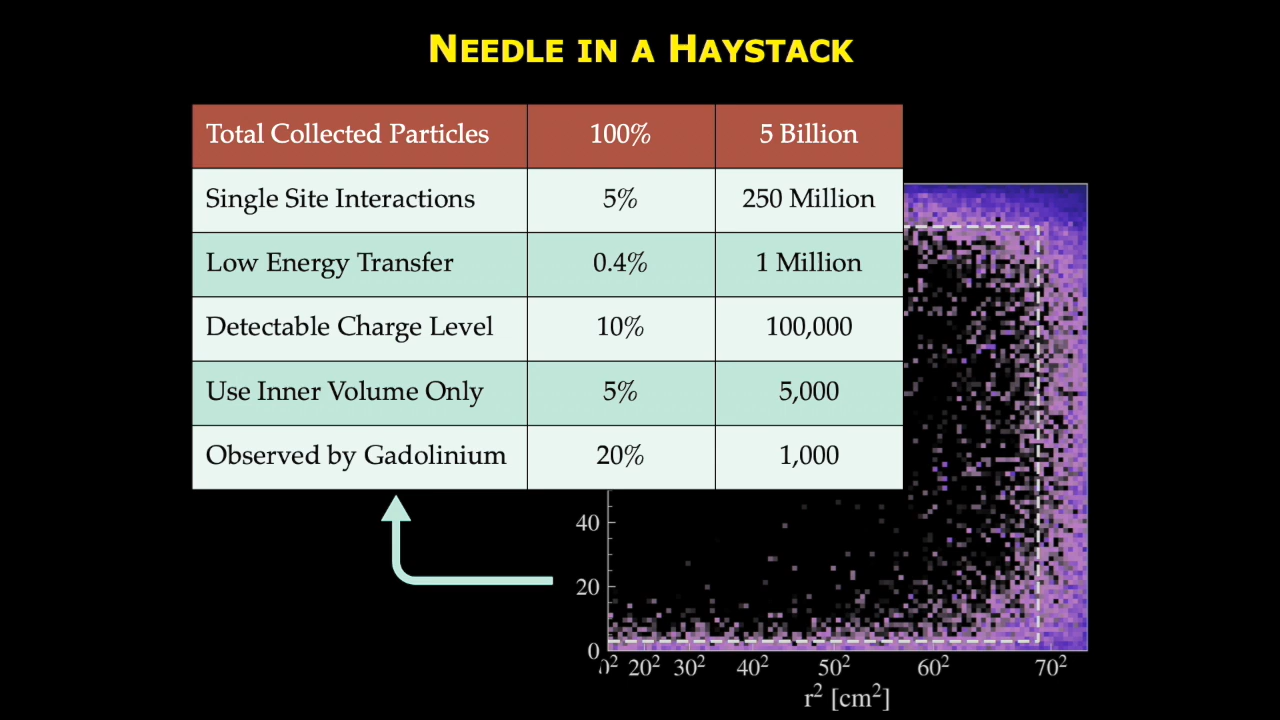 NEEDLE IN A HAYSTACK
Total Collected Particles 100% 5 Billion
Single Site Interactions 5% 250 Million
Low Energy Transfer 0.4% 1 Million
Detectable Charge Level 10% 100,000
Use Inner Volume Only 5% 5,000
Observed by Gadolinium 20% 1,000
40
20
0
20² 30² 40² 50² 60² 70²
r² [cm²]